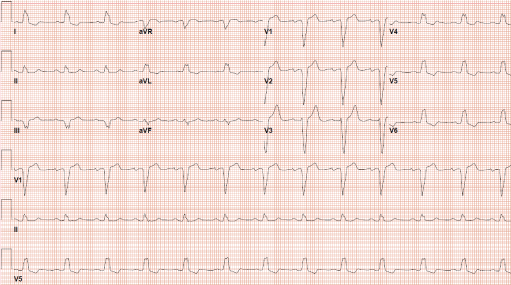 I aVR V1 V4
II aVL V2 V5
III aVF V3 V6
V1
II
V5